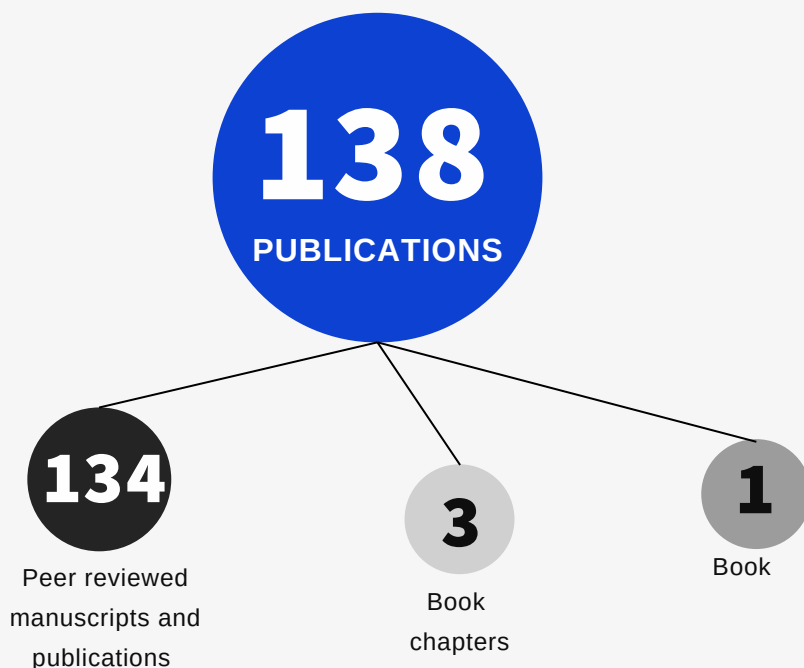 138
PUBLICATIONS
134
Peer reviewed
manuscripts and
publications
3
Book
chapters
1
Book